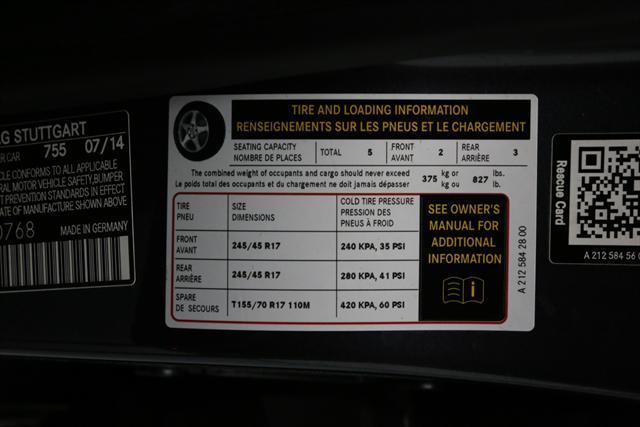 G STUTTGART
R CAR 755 07/14
ICLE CONFORMS TO ALL APPLICABLE
RAL MOTOR VEHICLE SAFETY, BUMPER
T PREVENTION STANDARDS IN EFFECT
ATE OF MANUFACTURE SHOWN ABOVE
0768 MADE IN GERMANY
TIRE AND LOADING INFORMATION
RENSEIGNEMENTS SUR LES PNEUS ET LE CHARGEMENT
SEATING CAPACITY
NOMBRE DE PLACES
TOTAL 5
FRONT
AVANT
2
REAR
ARRIÈRE
3
The combined weight of occupants and cargo should never exceed 375 kg or 827 lbs.
Le poids total des occupants et du chargement ne doit jamais dépasser kg ou lb.
TIRE
PNEU
SIZE
DIMENSIONS
COLD TIRE PRESSURE
PRESSION DES
PNEUS À FROID
FRONT
AVANT
245/45 R17
240 KPA, 35 PSI
REAR
ARRIÈRE
245/45 R17
280 KPA, 41 PSI
SPARE
DE SECOURS
T155/70 R17 110M
420 KPA, 60 PSI
SEE OWNER'S
MANUAL FOR
ADDITIONAL
INFORMATION
A 212 584 28 00
Rescue Card
A 212 584 56